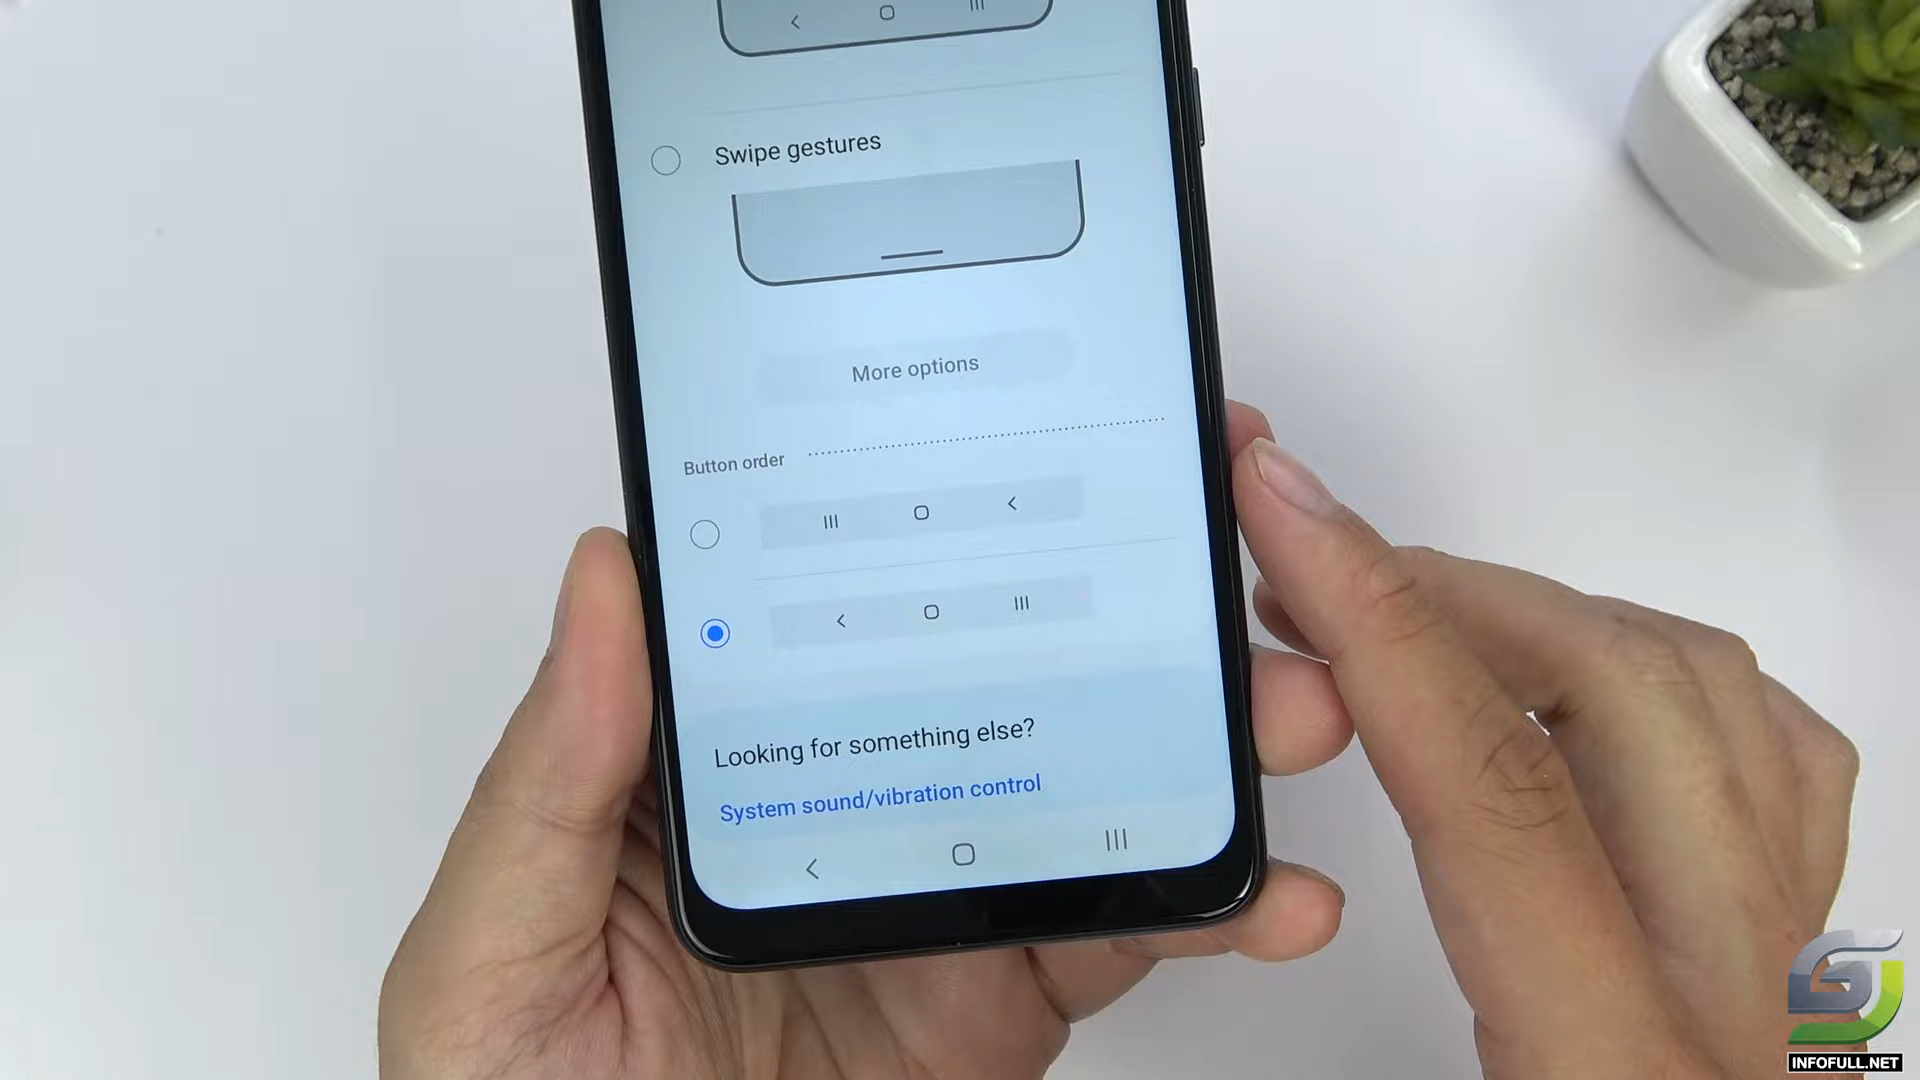 Swipe gestures
More options
Button order
Looking for something else?
System sound/vibration control
INFOFULL.NET